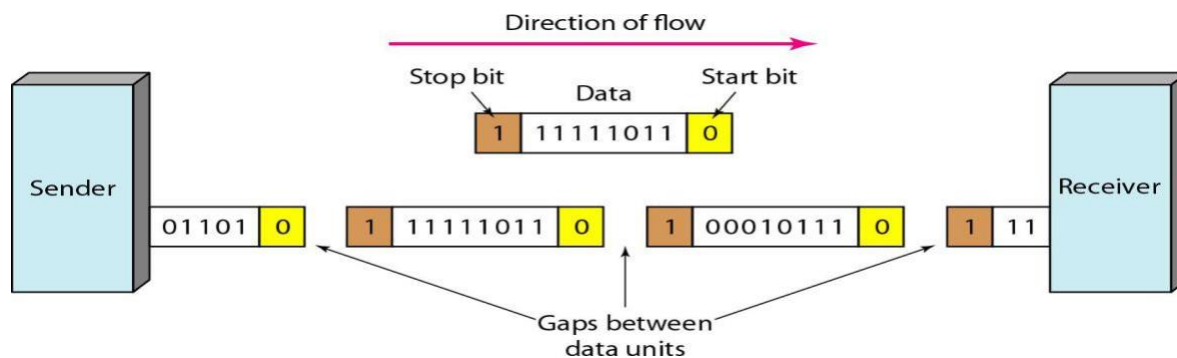 Direction of flow
Stop bit
Start bit
Data
1 11111011 0
Sender
Receiver
01101 0
1 11111011 0
1 00010111 0
1 11
Gaps between
data units